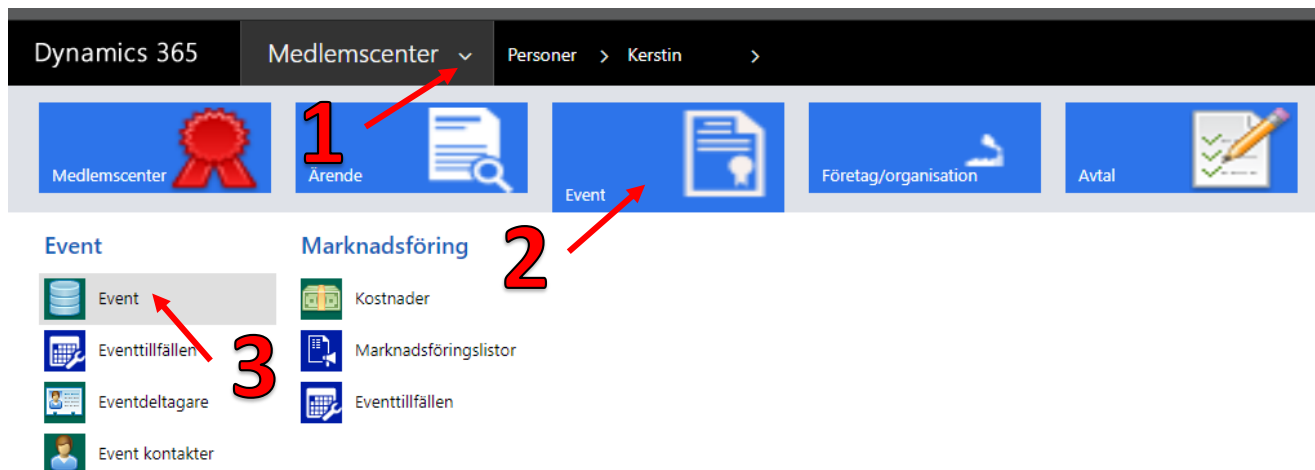 Dynamics 365 Medlemscenter Personer > Kerstin >
1
Medlemscenter Ärende Event Företag/organisation Avtal
2
Event Marknadsföring
Event Kostnader
Eventtillfällen Marknadsföringslistor
3
Eventdeltagare Eventtillfällen
Event kontakter